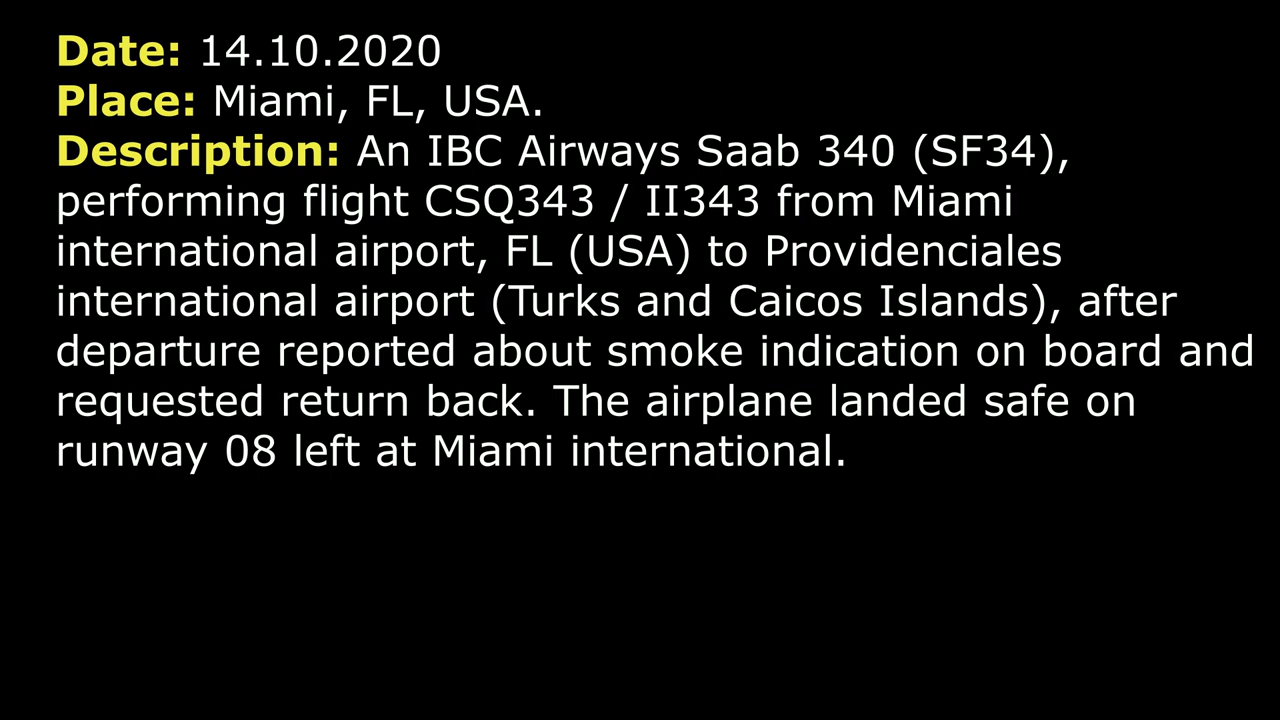 Date: 14.10.2020
Place: Miami, FL, USA.
Description: An IBC Airways Saab 340 (SF34),
performing flight CSQ343 / II343 from Miami
international airport, FL (USA) to Providenciales
international airport (Turks and Caicos Islands), after
departure reported about smoke indication on board and
requested return back. The airplane landed safe on
runway 08 left at Miami international.